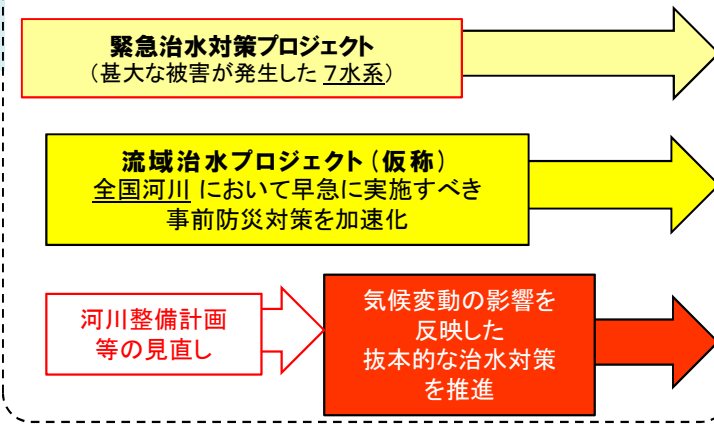 緊急治水対策プロジェクト
（甚大な被害が発生した 7水系）
流域治水プロジェクト（仮称）
全国河川 において早急に実施すべき
事前防災対策を加速化
河川整備計画
等の見直し
気候変動の影響を
反映した
抜本的な治水対策
を推進